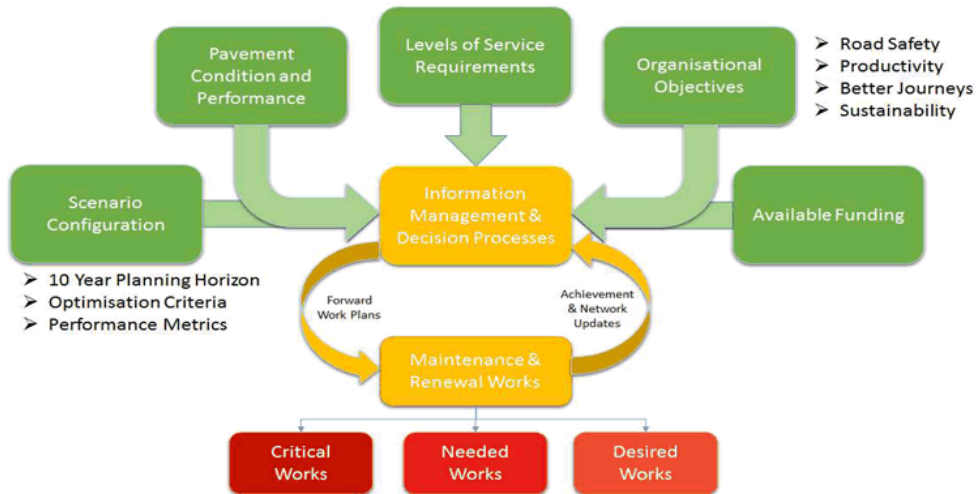 Pavement
Condition and
Performance
Levels of Service
Requirements
Organisational
Objectives
➢ Road Safety
➢ Productivity
➢ Better Journeys
➢ Sustainability
Scenario
Configuration
Information
Management &
Decision Processes
Available Funding
➢ 10 Year Planning Horizon
➢ Optimisation Criteria
➢ Performance Metrics
Forward
Work Plans
Achievement
& Network
Updates
Maintenance &
Renewal Works
Critical
Works
Needed
Works
Desired
Works